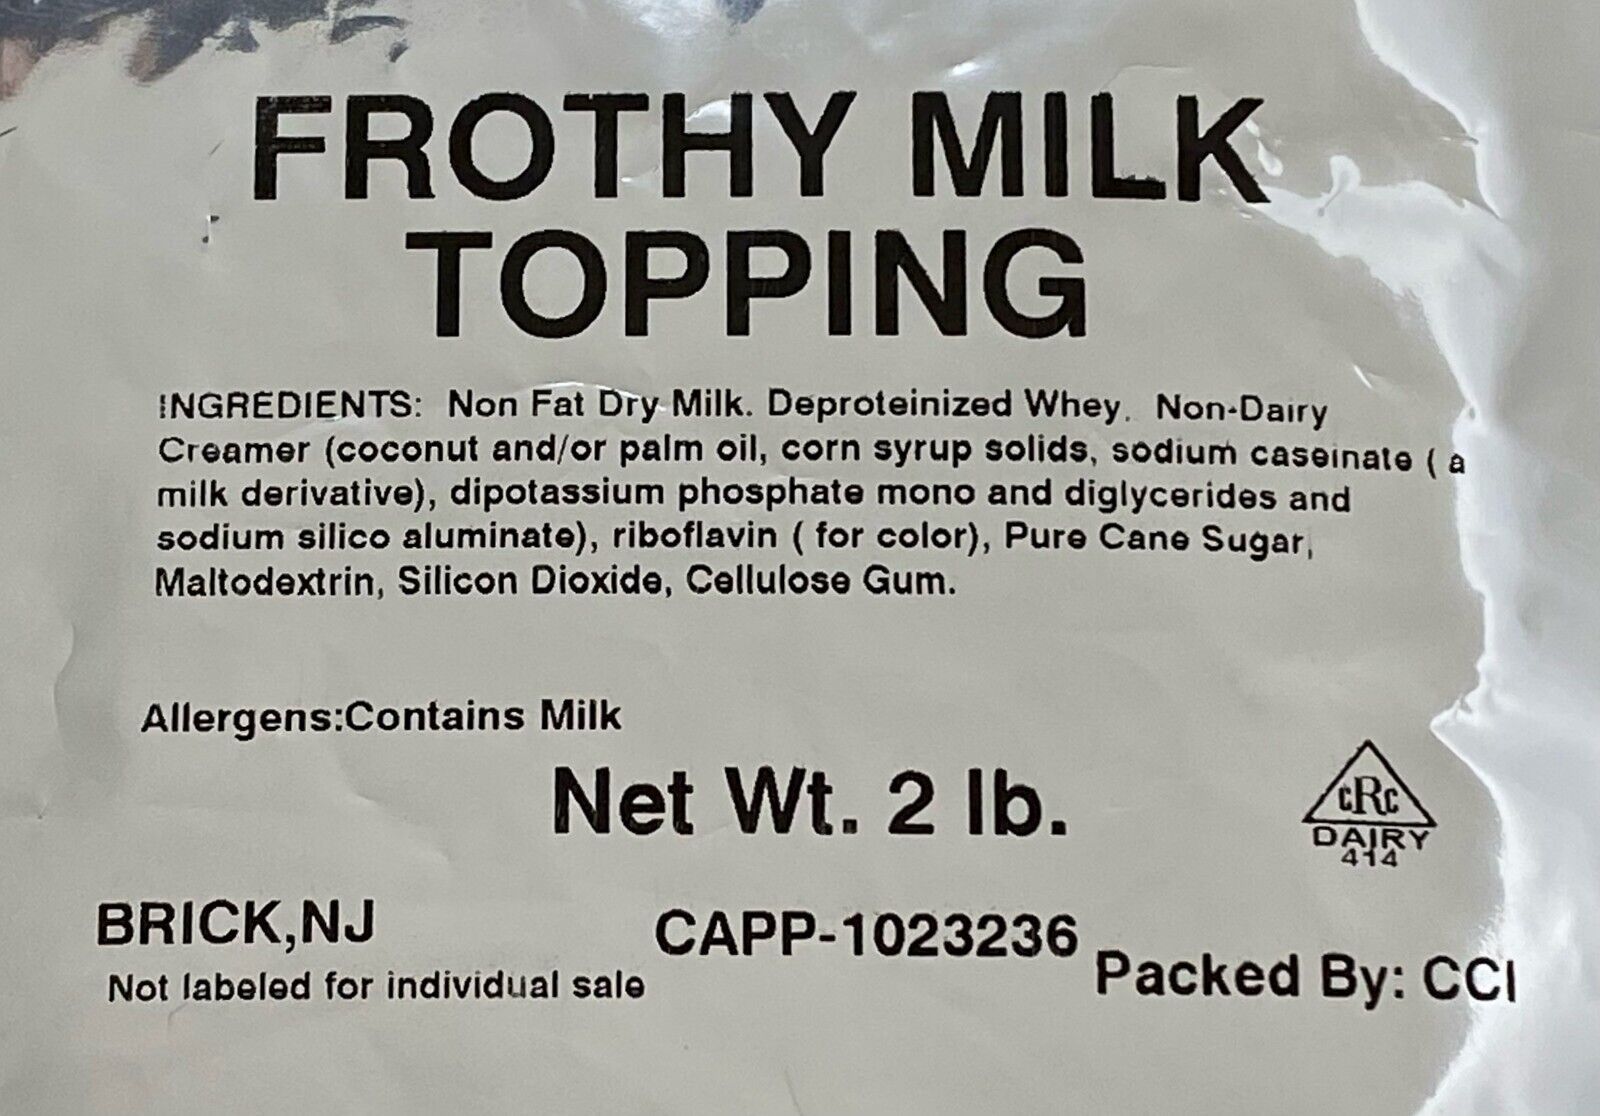 FROTHY MILK
TOPPING
INGREDIENTS: Non Fat Dry Milk. Deproteinized Whey, Non-Dairy
Creamer (coconut and/or palm oil, corn syrup solids, sodium caseinate ( a
milk derivative), dipotassium phosphate mono and diglycerides and
sodium silico aluminate), riboflavin ( for color), Pure Cane Sugar,
Maltodextrin, Silicon Dioxide, Cellulose Gum.
Allergens:Contains Milk
Net Wt. 2 lb.
cRc
DAIRY
414
BRICK,NJ
CAPP-1023236
Packed By: CCI
Not labeled for individual sale